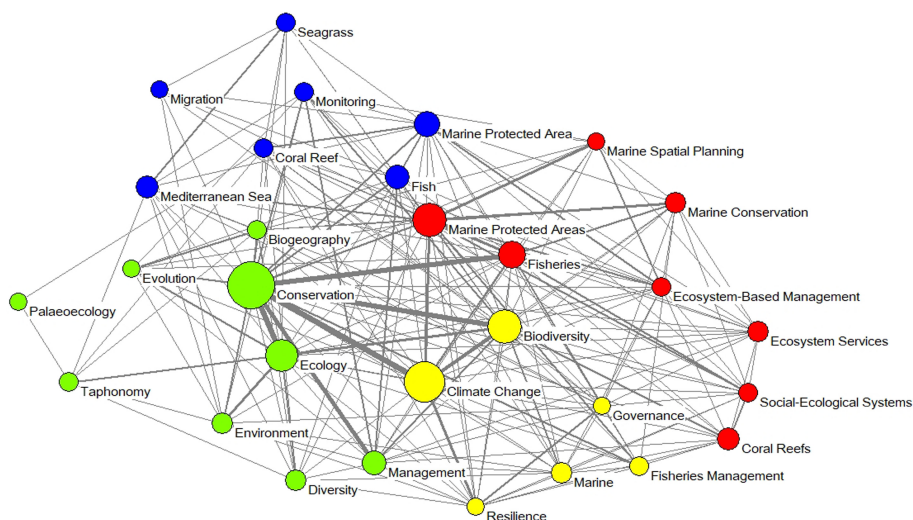 Seagrass
Migration
Monitoring
Marine Protected Area
Marine Spatial Planning
Coral Reef
Mediterranean Sea
Fish
Marine Conservation
Marine Protected Areas
Biogeography
Fisheries
Evolution
Conservation
Ecosystem-Based Management
Palaeoecology
Biodiversity
Ecosystem Services
Ecology
Climate Change
Taphonomy
Social-Ecological Systems
Governance
Environment
Coral Reefs
Management
Fisheries Management
Marine
Diversity
Resilience